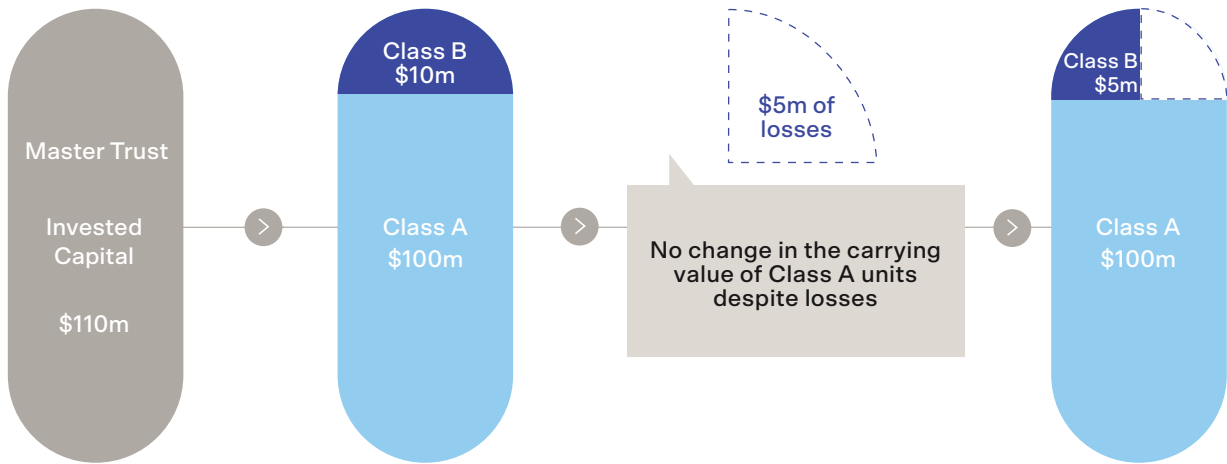 Master Trust
Invested
Capital
$110m
Class B
$10m
Class A
$100m
$5m of
losses
No change in the carrying
value of Class A units
despite losses
Class B
$5m
Class A
$100m